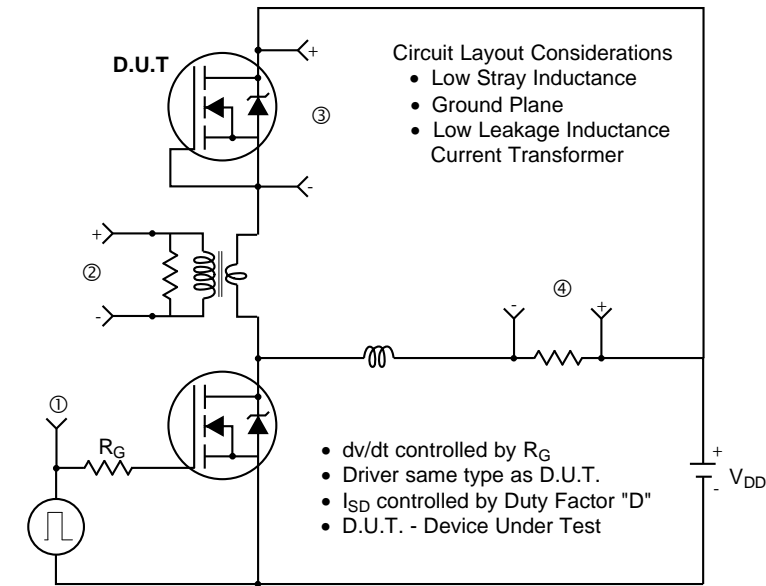 D.U.T
+
Circuit Layout Considerations
• Low Stray Inductance
• Ground Plane
• Low Leakage Inductance
Current Transformer
③
-
+
②
-
④
-
+
①
RG
• dv/dt controlled by RG
• Driver same type as D.U.T.
• ISD controlled by Duty Factor "D"
• D.U.T. - Device Under Test
+
-
VDD